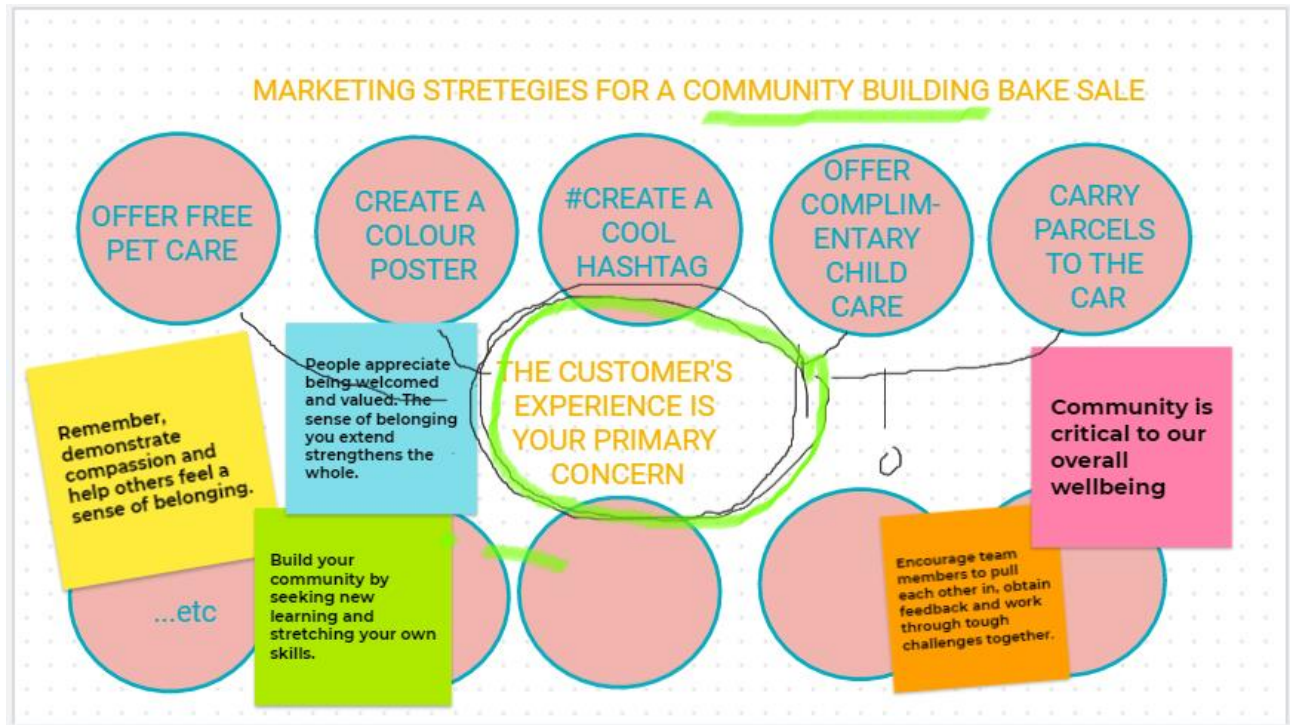 MARKETING STRETEGIES FOR A COMMUNITY BUILDING BAKE SALE
OFFER FREE
PET CARE
CREATE A
COLOUR
POSTER
#CREATE A
COOL
HASHTAG
OFFER
COMPLIM-
ENTARY
CHILD
CARE
CARRY
PARCELS
TO THE
CAR
Remember,
demonstrate
compassion and
help others feel a
sense of belonging.
People appreciate
being welcomed
and valued. The
sense of belonging
you extend
strengthens the
whole.
THE CUSTOMER'S
EXPERIENCE IS
YOUR PRIMARY
CONCERN
Community is
critical to our
overall
wellbeing
...etc
Build your
community by
seeking new
learning and
stretching your own
skills.
Encourage team
members to pull
each other in, obtain
feedback and work
through tough
challenges together.